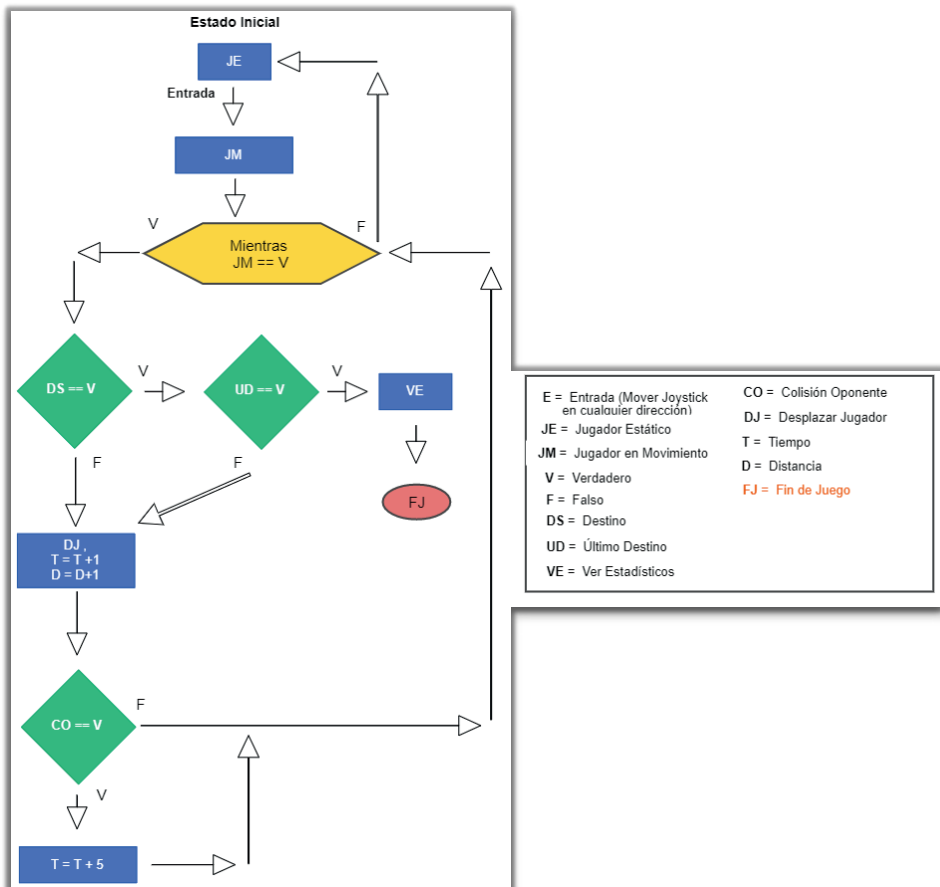 Estado Inicial
JE
Entrada
JM
V
F
Mientras
JM == V
DS == V
V
UD == V
V
VE
F
F
FJ
DJ ,
T = T +1
D = D+1
CO == V
F
V
T = T + 5
E = Entrada (Mover Joystick
en cualquier dirección)
JE = Jugador Estático
JM = Jugador en Movimiento
V = Verdadero
F = Falso
DS = Destino
UD = Último Destino
VE = Ver Estadísticos
CO = Colisión Oponente
DJ = Desplazar Jugador
T = Tiempo
D = Distancia
FJ = Fin de Juego